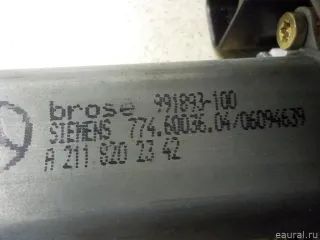 brose 991893-100
SIEMENS 774.60036.04/06094639
A 211 820 23 42
eaural.ru